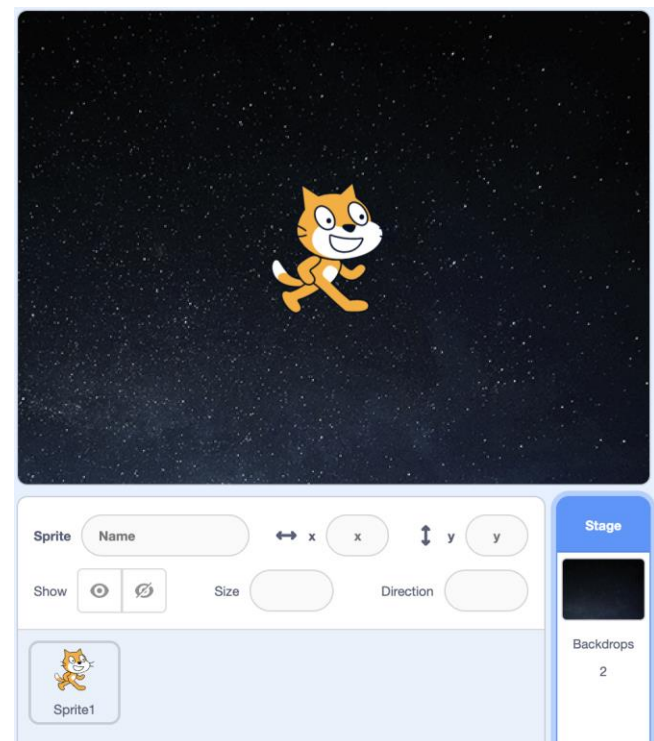 Sprite Name x x y y
Stage
Show Size Direction
Backdrops
2
Sprite1